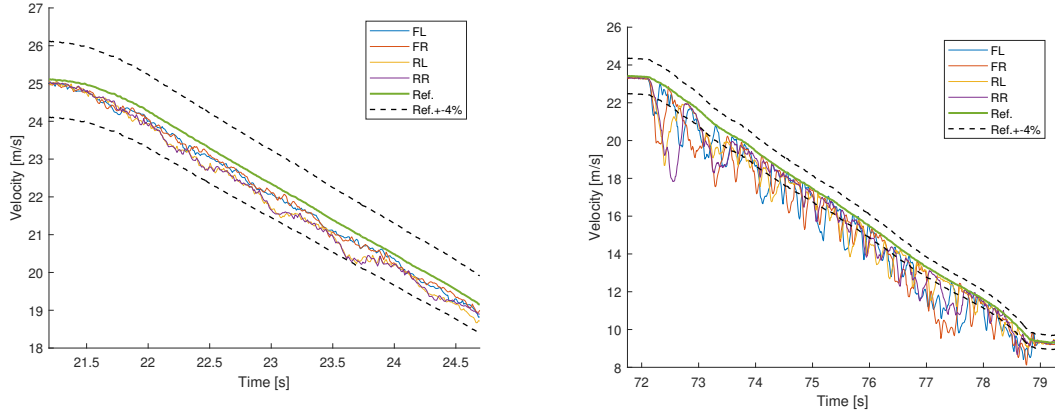 27
26
25
24
23
22
21
20
19
18
Velocity [m/s]
21.5 22 22.5 23 23.5 24 24.5
Time [s]
FL
FR
RL
RR
Ref.
Ref.+-4%
26
24
22
20
18
16
14
12
10
8
Velocity [m/s]
72 73 74 75 76 77 78 79
Time [s]
FL
FR
RL
RR
Ref.
Ref.+-4%